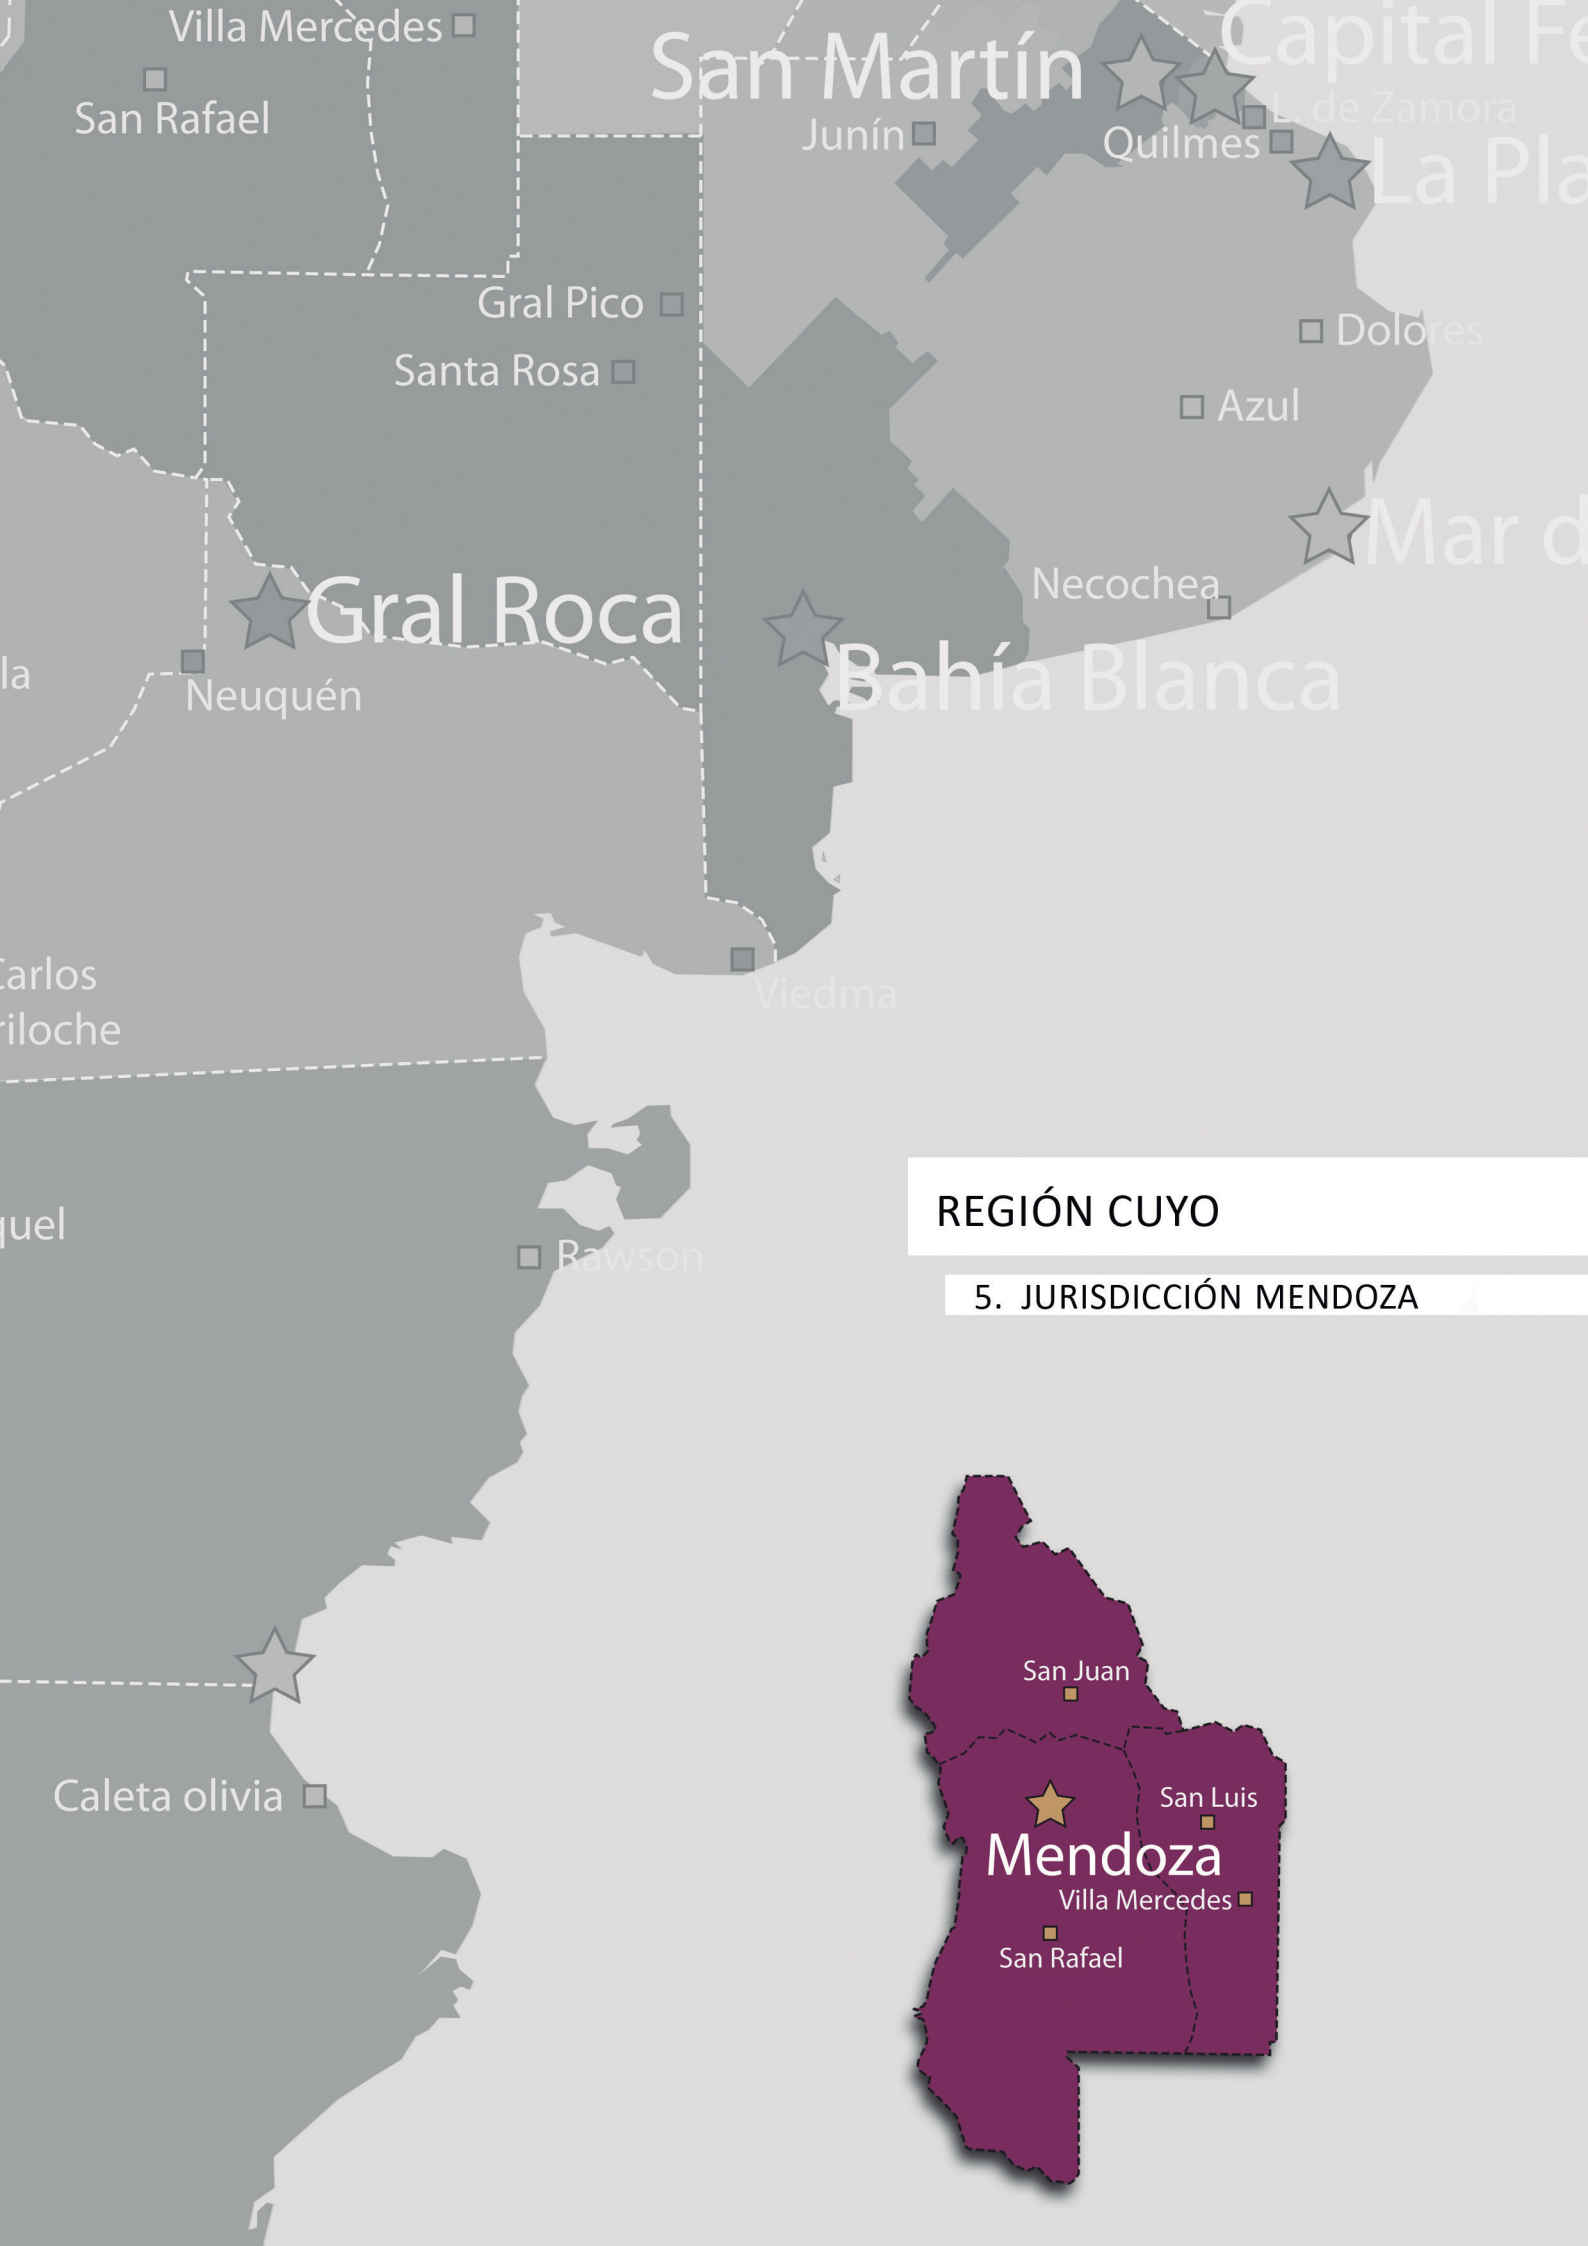 Villa Mercedes
San Rafael
San Martín
Capital Fe
L. de Zamora
Junín
Quilmes
La Pla
Gral Pico
Dolores
Santa Rosa
Azul
Mar d
Necochea
Gral Roca
Bahía Blanca
la
Neuquén
Carlos
riloche
Viedma
quel
Rawson
REGIÓN CUYO
5. JURISDICCIÓN MENDOZA
San Juan
Caleta olivia
San Luis
Mendoza
Villa Mercedes
San Rafael